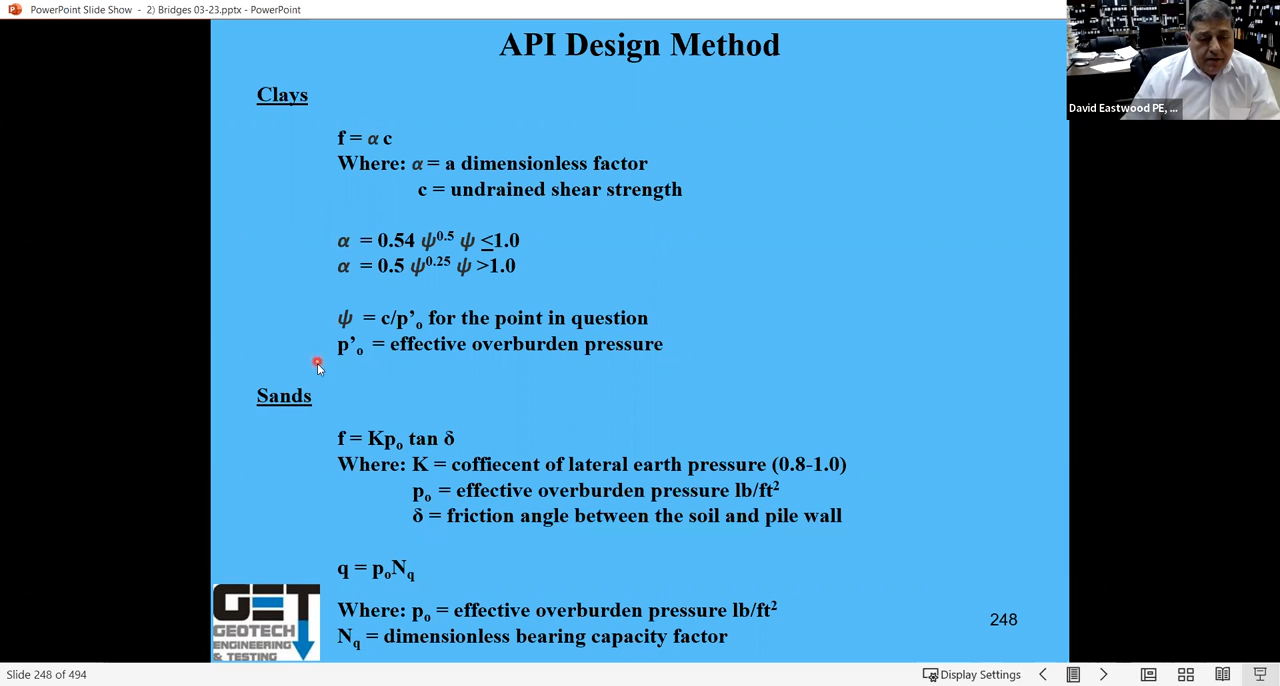 PowerPoint Slide Show - 2) Bridges 03-23.pptx - PowerPoint
API Design Method
David Eastwood PE, ...
Clays
f = α c
Where: α = a dimensionless factor
c = undrained shear strength
α = 0.54 ψ^0.5 ψ ≤1.0
α = 0.5 ψ^0.25 ψ >1.0
ψ = c/p’ₒ for the point in question
p’ₒ = effective overburden pressure
Sands
f = Kpₒ tan δ
Where: K = coffiecent of lateral earth pressure (0.8-1.0)
pₒ = effective overburden pressure lb/ft²
δ = friction angle between the soil and pile wall
q = pₒN_q
Where: pₒ = effective overburden pressure lb/ft²
N_q = dimensionless bearing capacity factor
GET
GEOTECH
ENGINEERING
& TESTING
248
Slide 248 of 494
Display Settings